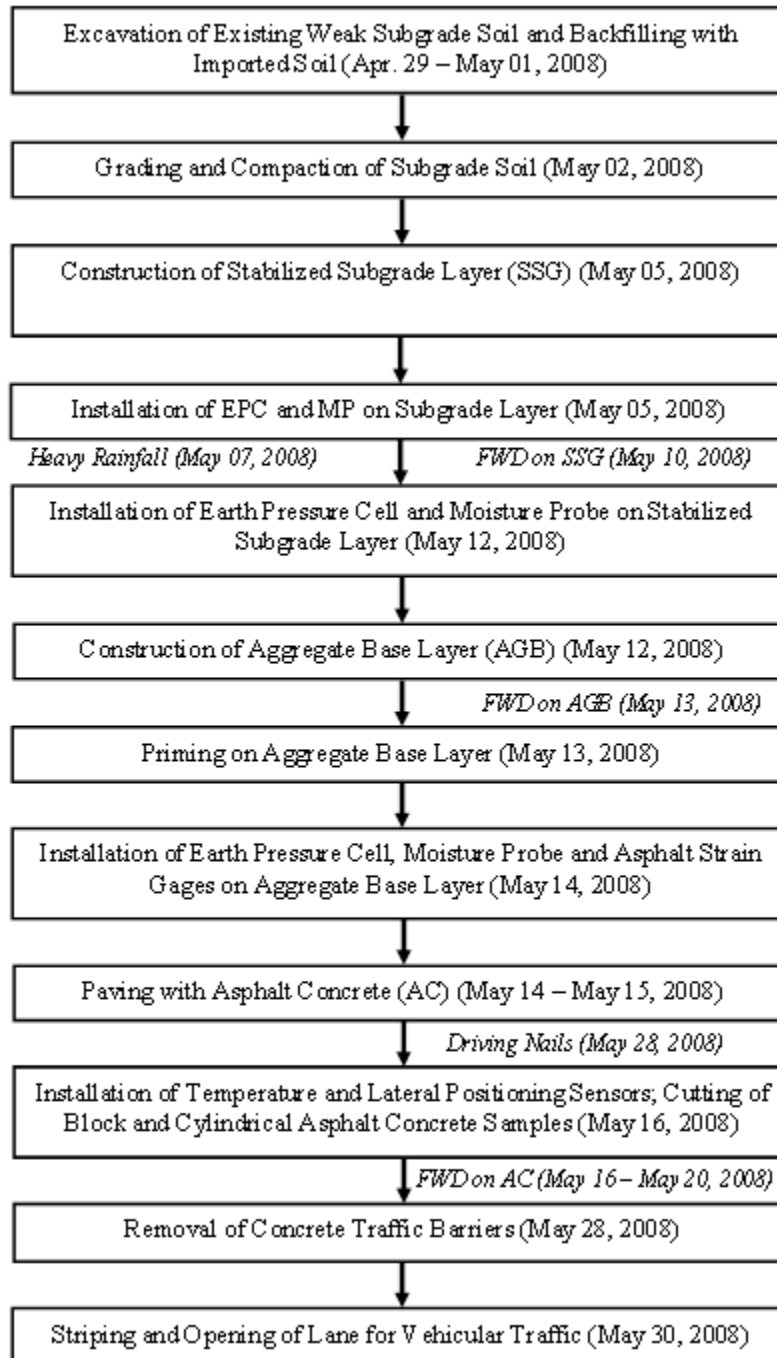 Excavation of Existing Weak Subgrade Soil and Backfilling with
Imported Soil (Apr. 29 – May 01, 2008)
Grading and Compaction of Subgrade Soil (May 02, 2008)
Construction of Stabilized Subgrade Layer (SSG) (May 05, 2008)
Installation of EPC and MP on Subgrade Layer (May 05, 2008)
Heavy Rainfall (May 07, 2008) FWD on SSG (May 10, 2008)
Installation of Earth Pressure Cell and Moisture Probe on Stabilized
Subgrade Layer (May 12, 2008)
Construction of Aggregate Base Layer (AGB) (May 12, 2008)
FWD on AGB (May 13, 2008)
Priming on Aggregate Base Layer (May 13, 2008)
Installation of Earth Pressure Cell, Moisture Probe and Asphalt Strain
Gages on Aggregate Base Layer (May 14, 2008)
Paving with Asphalt Concrete (AC) (May 14 – May 15, 2008)
Driving Nails (May 28, 2008)
Installation of Temperature and Lateral Positioning Sensors; Cutting of
Block and Cylindrical Asphalt Concrete Samples (May 16, 2008)
FWD on AC (May 16 – May 20, 2008)
Removal of Concrete Traffic Barriers (May 28, 2008)
Striping and Opening of Lane for Vehicular Traffic (May 30, 2008)